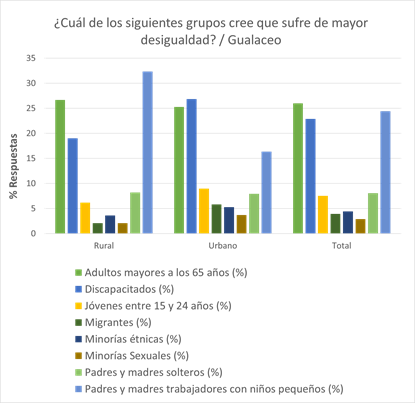 ¿Cuál de los siguientes grupos cree que sufre de mayor
desigualdad? / Gualaceo
35
30
25
20
15
10
5
0
% Respuestas
Rural
Urbano
Total
Adultos mayores a los 65 años (%)
Discapacitados (%)
Jóvenes entre 15 y 24 años (%)
Migrantes (%)
Minorías étnicas (%)
Minorías Sexuales (%)
Padres y madres solteros (%)
Padres y madres trabajadores con niños pequeños (%)